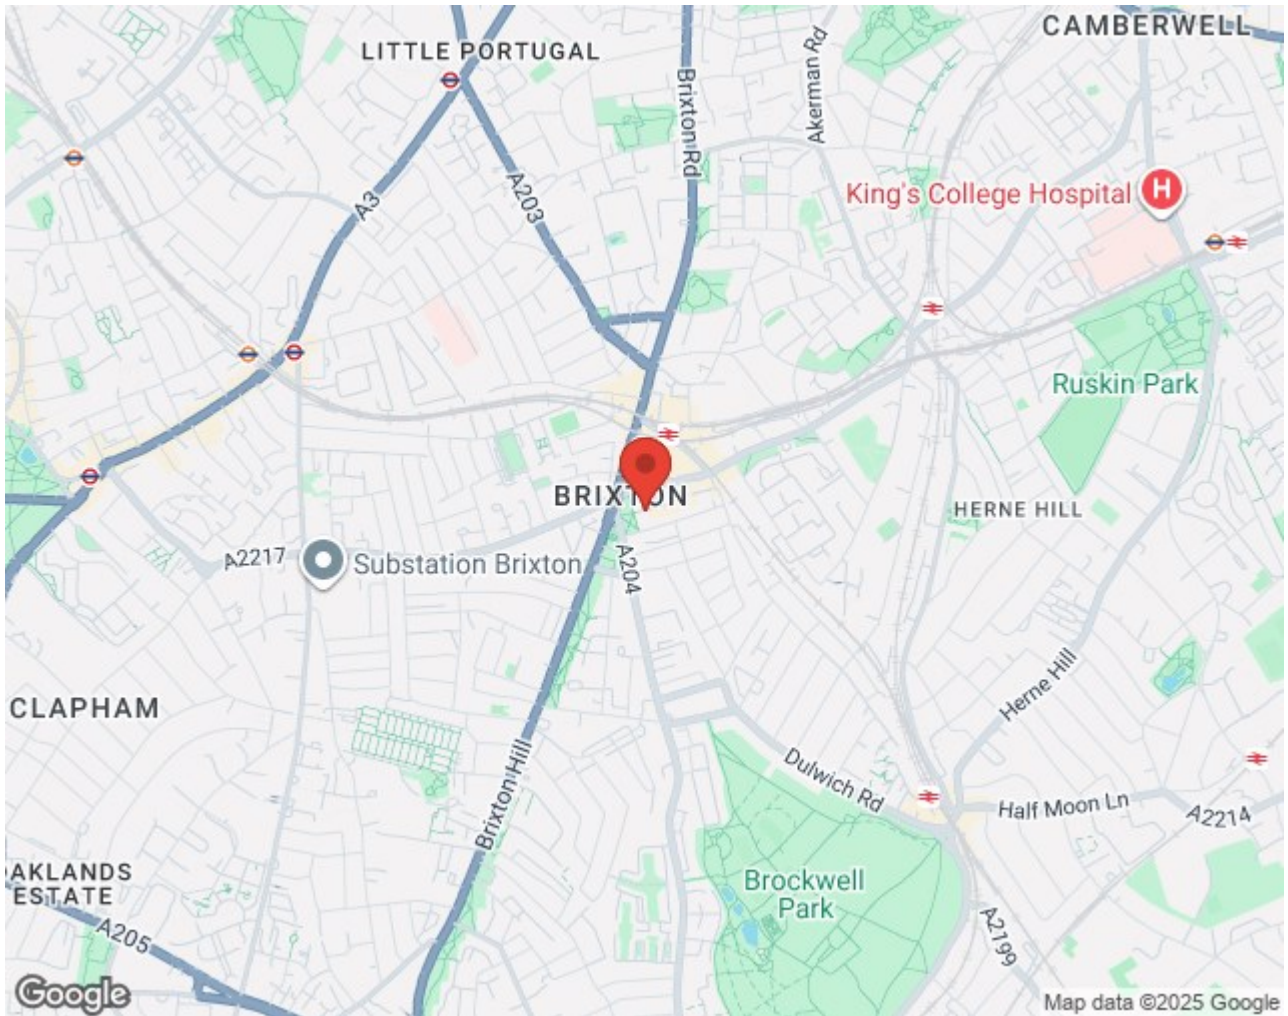 CAMBERWELL
LITTLE PORTUGAL
Akerman Rd
Brixton Rd
A203
King's College Hospital
H
A3
Ruskin Park
BRIXTON
HERNE HILL
A2217
Substation Brixton
A204
CLAPHAM
Herne Hill
Brixton Hill
Dulwich Rd
Half Moon Ln
A2214
AKLANDS
ESTATE
Brockwell
Park
A205
A2199
Google
Map data ©2025 Google